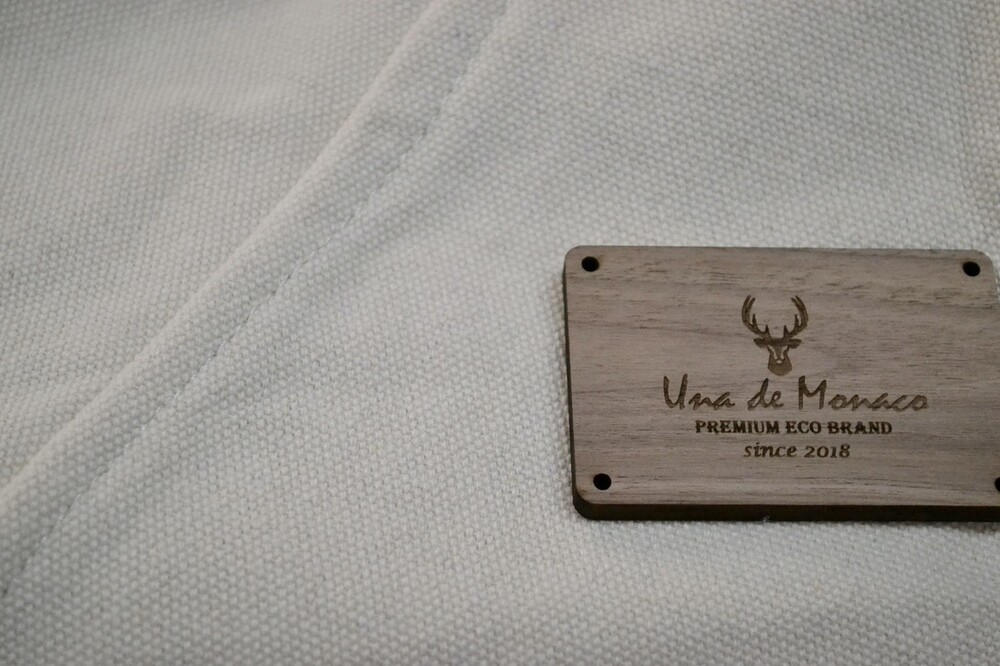 Una de Monaco
PREMIUM ECO BRAND
since 2018